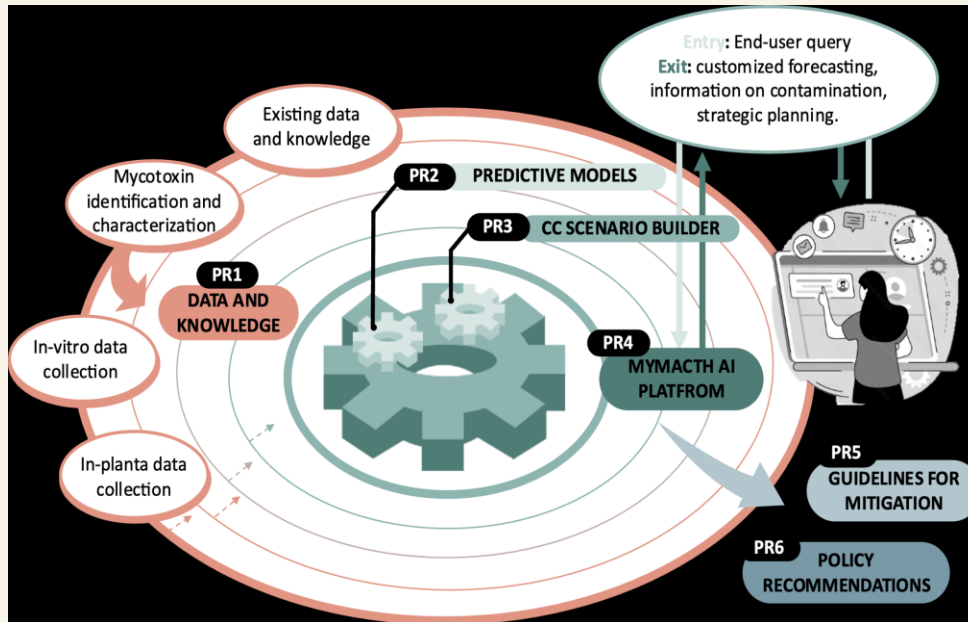 Entry: End-user query
Exit: customized forecasting,
information on contamination,
strategic planning.
Existing data
and knowledge
Mycotoxin
identification and
characterization
In-vitro data
collection
In-planta data
collection
PR1
DATA AND
KNOWLEDGE
PR2
PREDICTIVE MODELS
PR3
CC SCENARIO BUILDER
PR4
MYMACTH AI
PLATFROM
PR5
GUIDELINES FOR
MITIGATION
PR6
POLICY
RECOMMENDATIONS